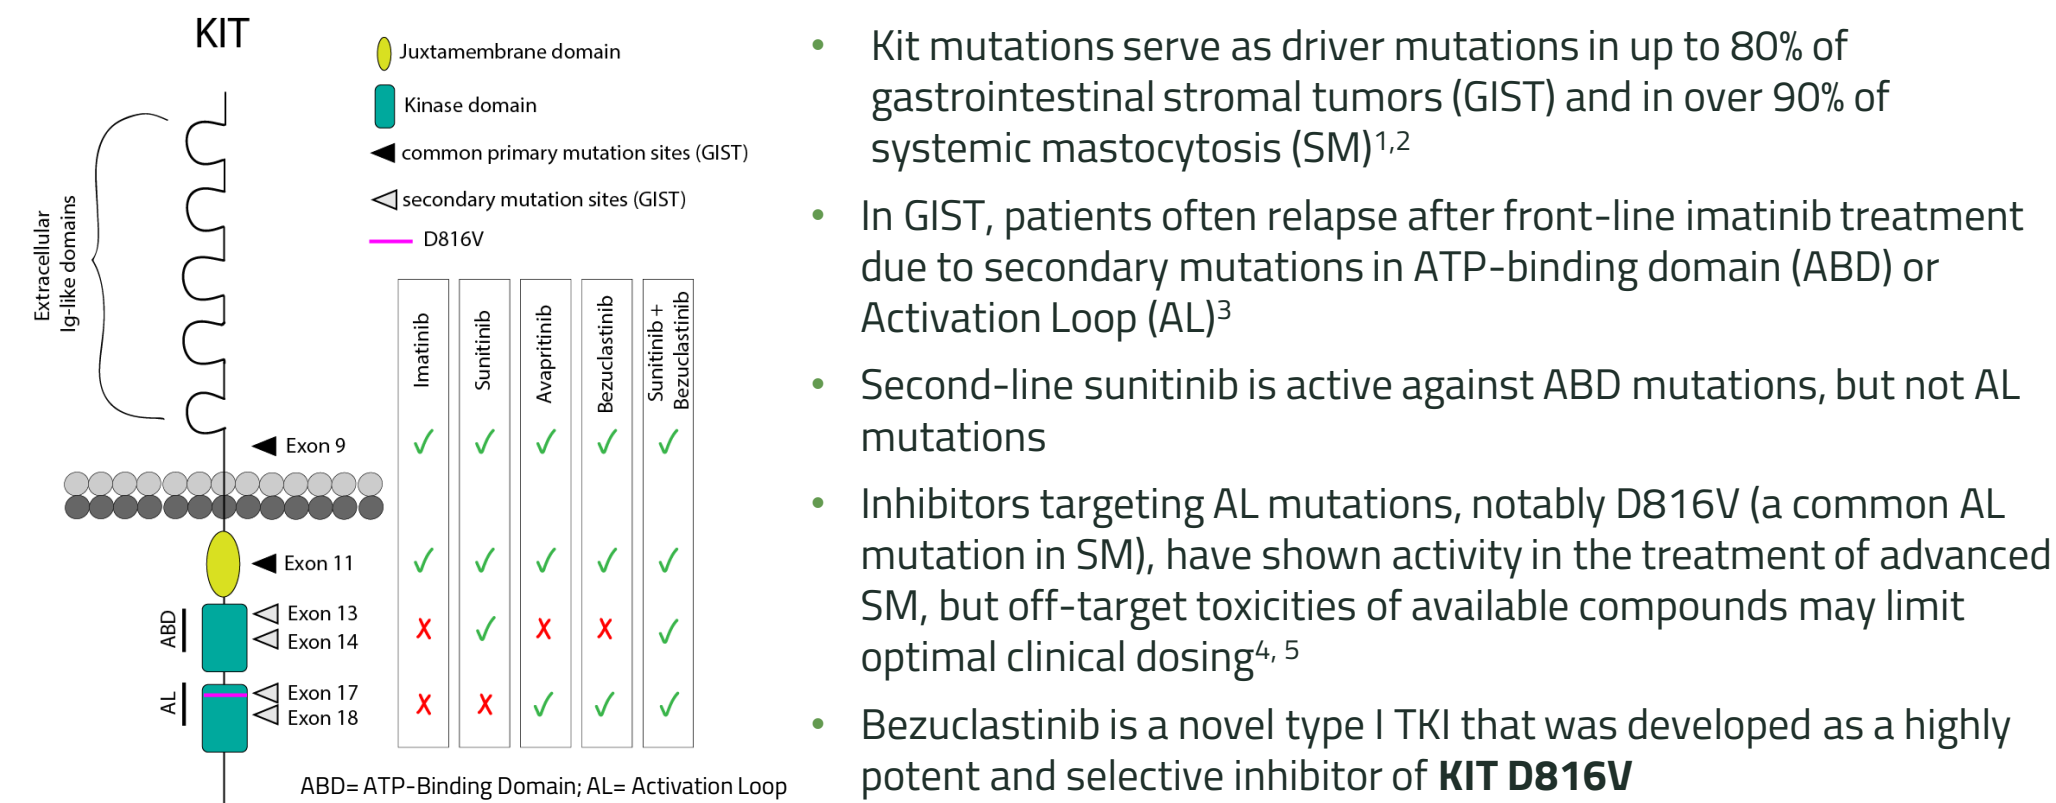 KIT
Juxtamembrane domain
Kinase domain
common primary mutation sites (GIST)
secondary mutation sites (GIST)
D816V
Extracellular
Ig-like domains
Imatinib
Sunitinib
Avapritinib
Bezuclastinib
Sunitinib +
Bezuclastinib
Exon 9
Exon 11
ABD
Exon 13
Exon 14
AL
Exon 17
Exon 18
ABD= ATP-Binding Domain; AL= Activation Loop
• Kit mutations serve as driver mutations in up to 80% of
gastrointestinal stromal tumors (GIST) and in over 90% of
systemic mastocytosis (SM)1,2
• In GIST, patients often relapse after front-line imatinib treatment
due to secondary mutations in ATP-binding domain (ABD) or
Activation Loop (AL)3
• Second-line sunitinib is active against ABD mutations, but not AL
mutations
• Inhibitors targeting AL mutations, notably D816V (a common AL
mutation in SM), have shown activity in the treatment of advanced
SM, but off-target toxicities of available compounds may limit
optimal clinical dosing4, 5
• Bezuclastinib is a novel type I TKI that was developed as a highly
potent and selective inhibitor of KIT D816V